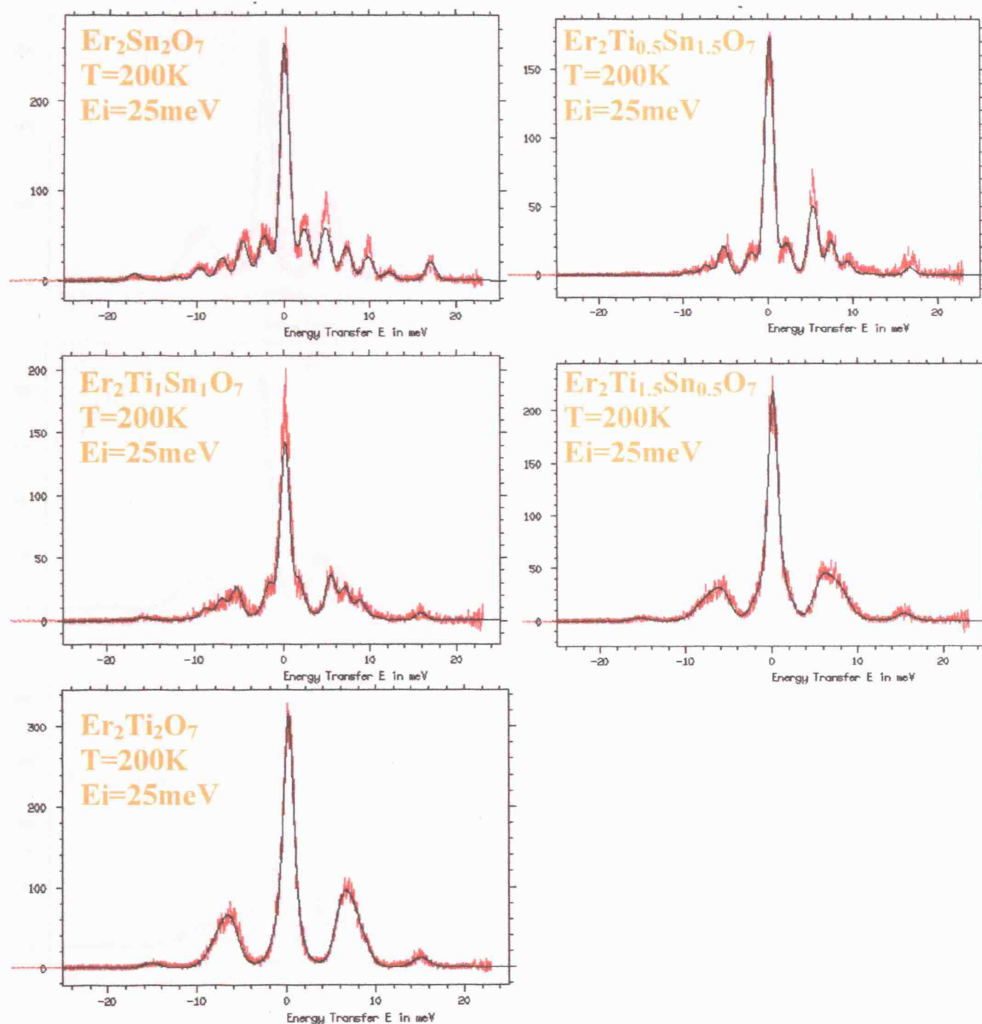 Er₂Sn₂O₇
T=200K
Ei=25meV
200
100
0
-20 -10 0 10 20
Energy Transfer E in meV
Er₂Ti₀.₅Sn₁.₅O₇
T=200K
Ei=25meV
150
100
50
0
-20 -10 0 10 20
Energy Transfer E in meV
Er₂Ti₁Sn₁O₇
T=200K
Ei=25meV
200
150
100
50
0
-20 -10 0 10 20
Energy Transfer E in meV
Er₂Ti₁.₅Sn₀.₅O₇
T=200K
Ei=25meV
200
150
100
50
0
-20 -10 0 10 20
Energy Transfer E in meV
Er₂Ti₂O₇
T=200K
Ei=25meV
300
200
100
0
-20 -10 0 10 20
Energy Transfer E in meV